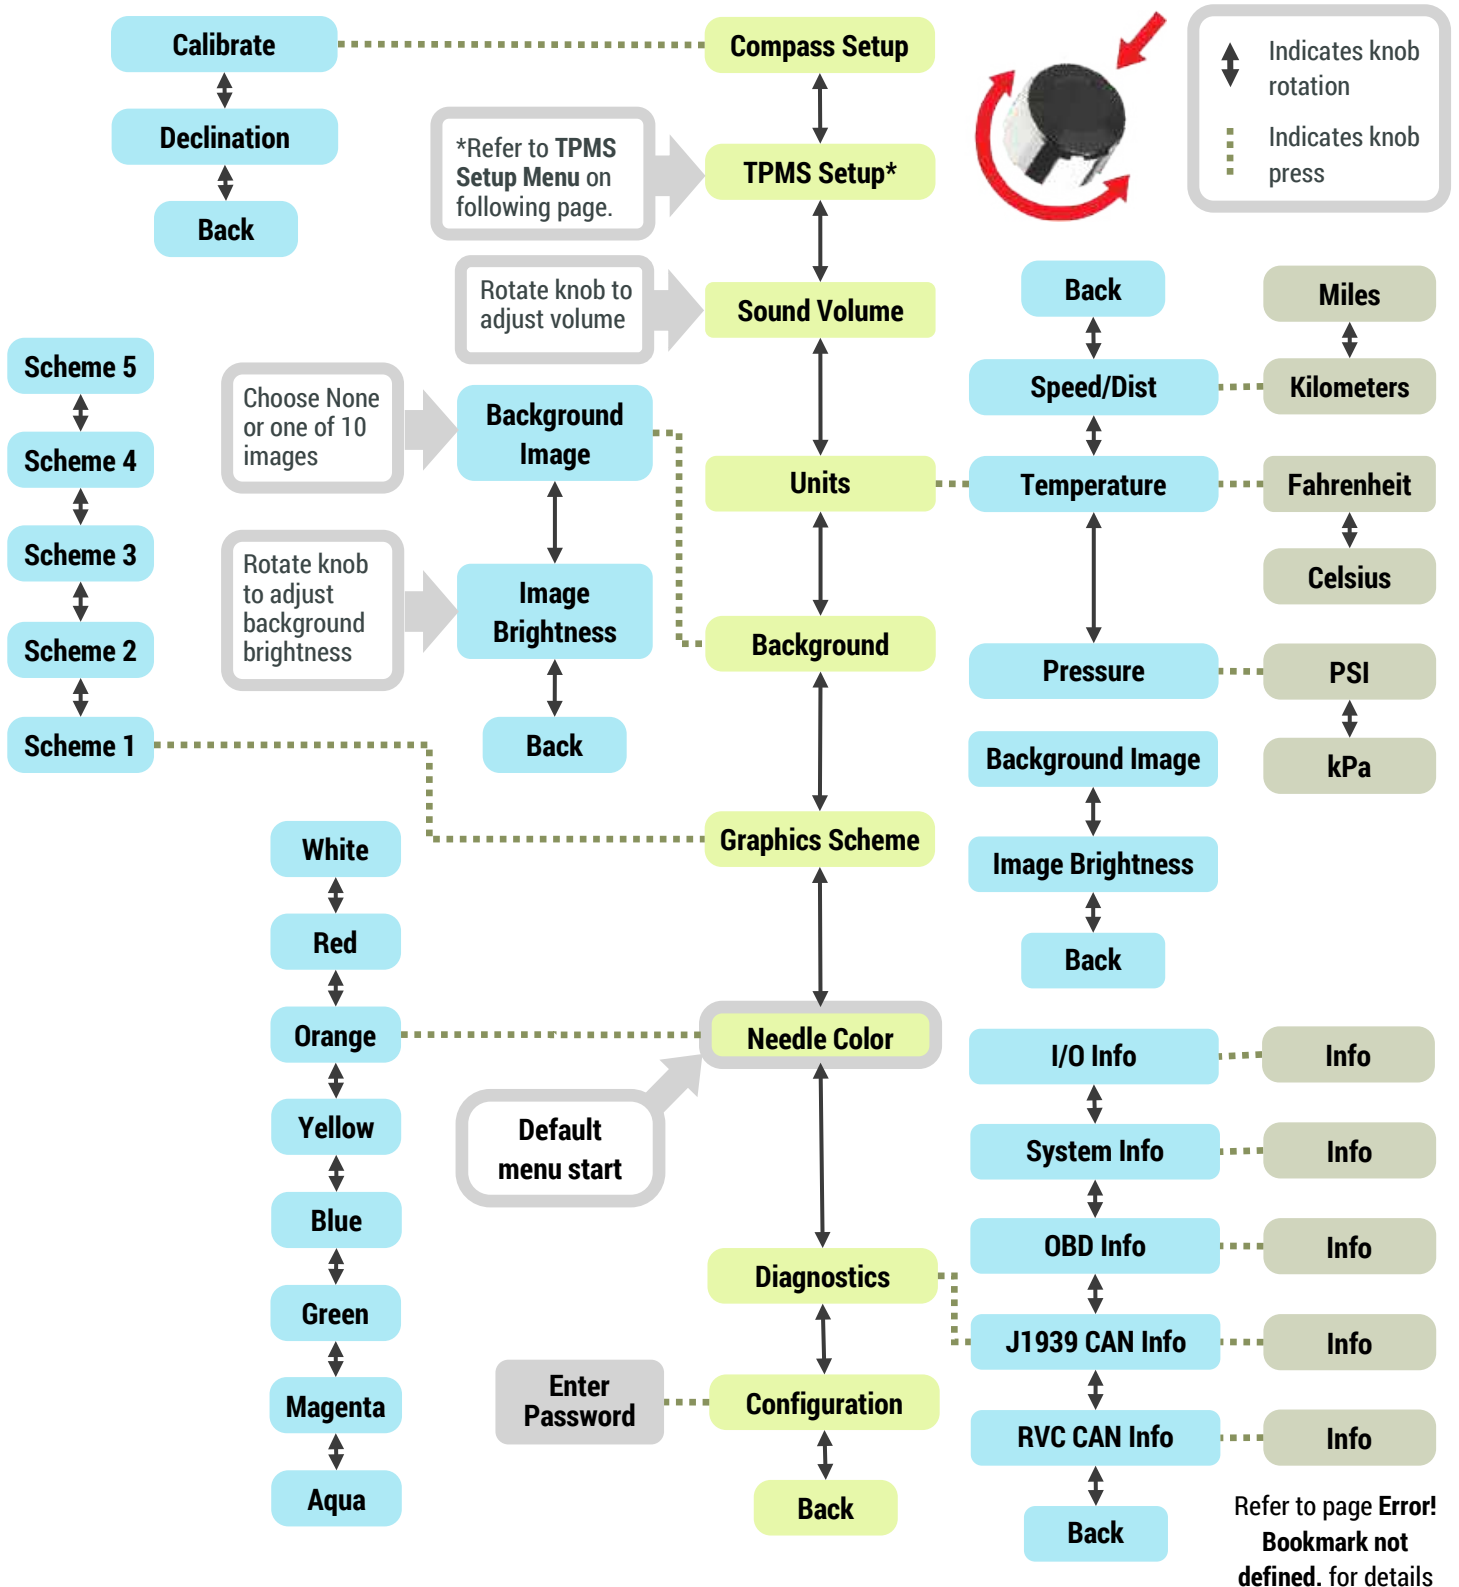 Calibrate
Declination
Back
Compass Setup
TPMS Setup*
Sound Volume
Units
Background
Graphics Scheme
Needle Color
Diagnostics
Configuration
Back
*Refer to TPMS
Setup Menu on
following page.
Rotate knob to
adjust volume
Indicates knob
rotation
Indicates knob
press
Scheme 5
Scheme 4
Scheme 3
Scheme 2
Scheme 1
Choose None
or one of 10
images
Rotate knob
to adjust
background
brightness
Background
Image
Image
Brightness
Back
Back
Speed/Dist
Temperature
Pressure
Miles
Kilometers
Fahrenheit
Celsius
PSI
kPa
Background Image
Image Brightness
Back
White
Red
Orange
Yellow
Blue
Green
Magenta
Aqua
Default
menu start
Enter
Password
I/O Info
System Info
OBD Info
J1939 CAN Info
RVC CAN Info
Back
Info
Info
Info
Info
Info
Refer to page Error!
Bookmark not
defined. for details